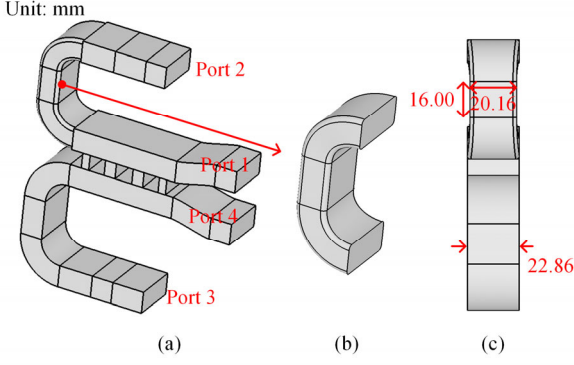 Unit: mm
Port 2
Port 1
Port 4
Port 3
16.00
20.16
22.86
(a)
(b)
(c)